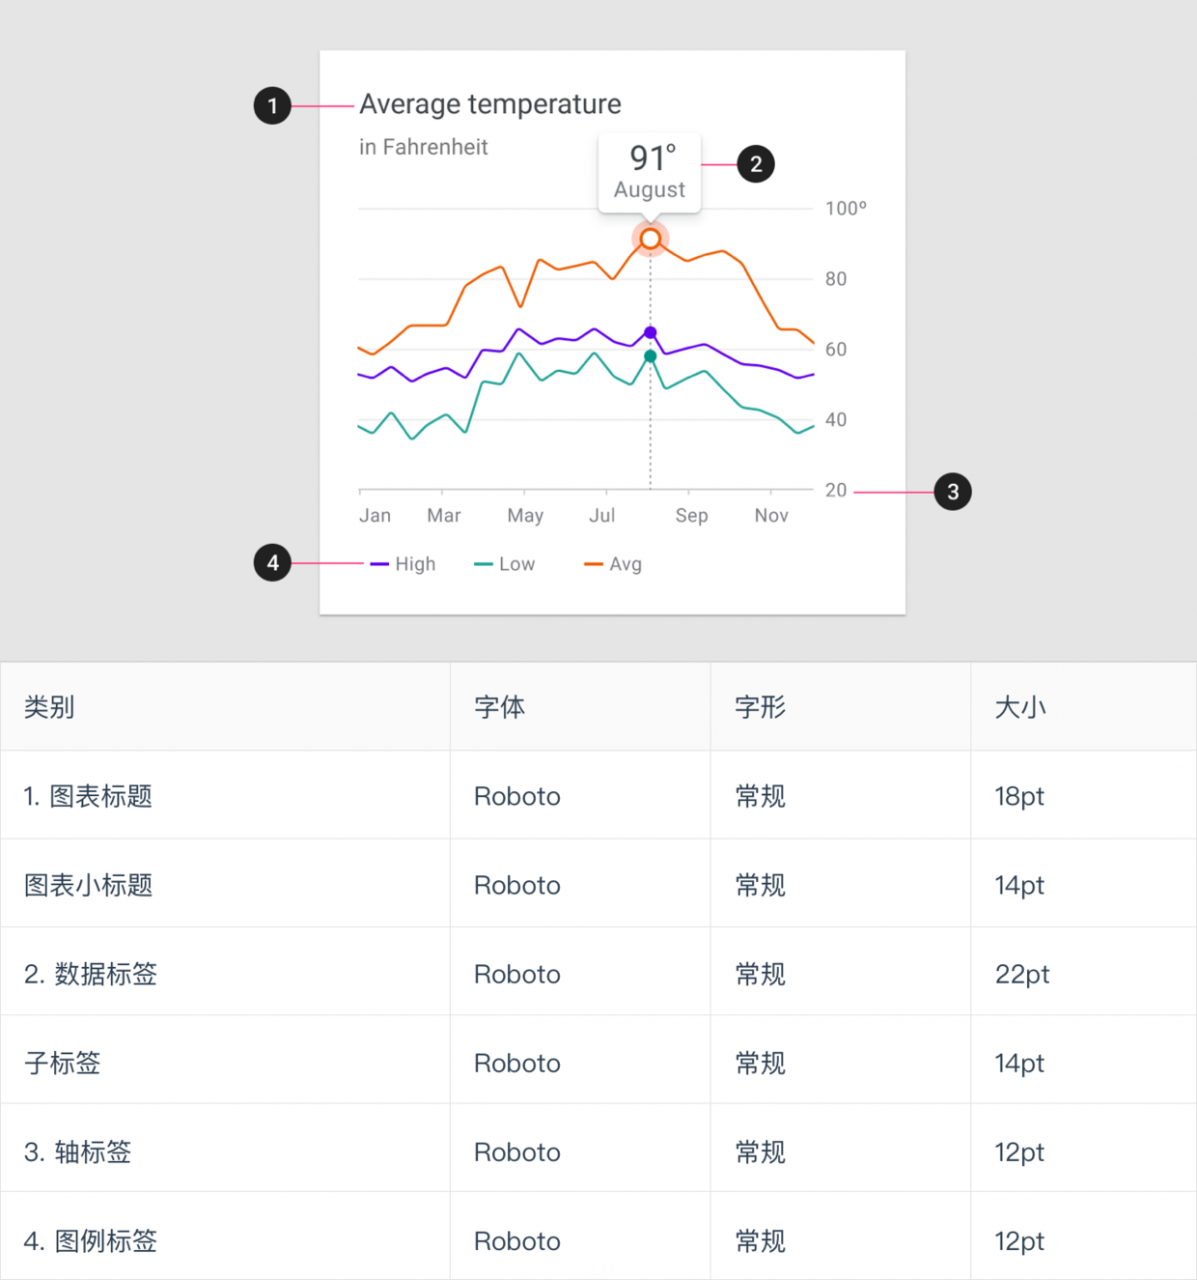 1 Average temperature
in Fahrenheit
91° 2
August
100º
80
60
40
20 3
Jan Mar May Jul Sep Nov
4 High Low Avg
类别 字体 字形 大小
1. 图表标题 Roboto 常规 18pt
图表小标题 Roboto 常规 14pt
2. 数据标签 Roboto 常规 22pt
子标签 Roboto 常规 14pt
3. 轴标签 Roboto 常规 12pt
4. 图例标签 Roboto 常规 12pt